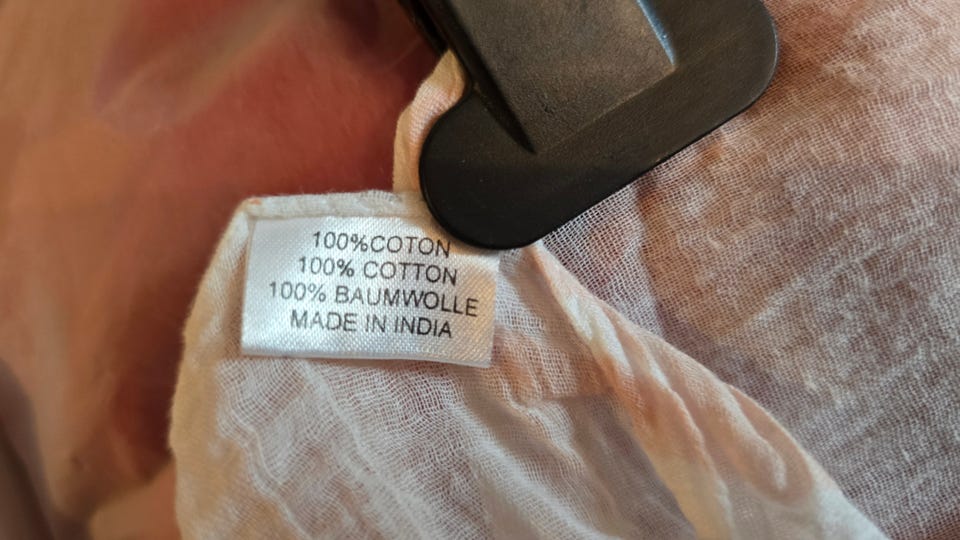 100%COTON
100% COTTON
100% BAUMWOLLE
MADE IN INDIA